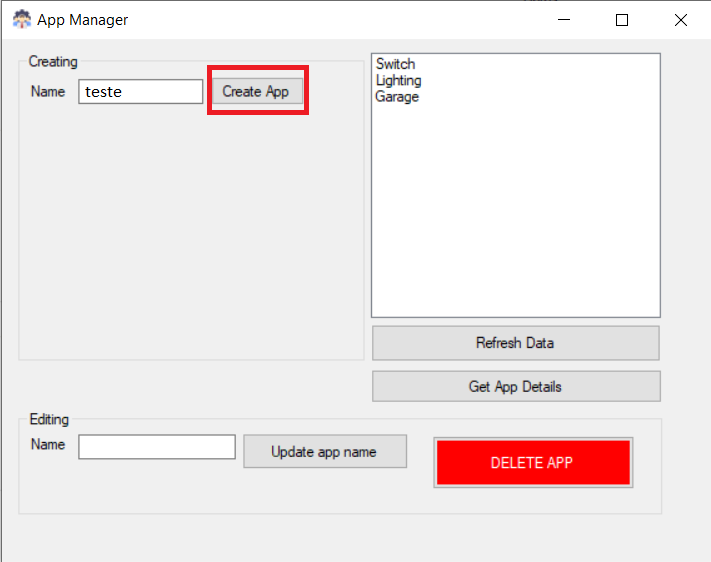 App Manager
Creating
Name teste Create App
Switch
Lighting
Garage
Refresh Data
Get App Details
Editing
Name Update app name DELETE APP